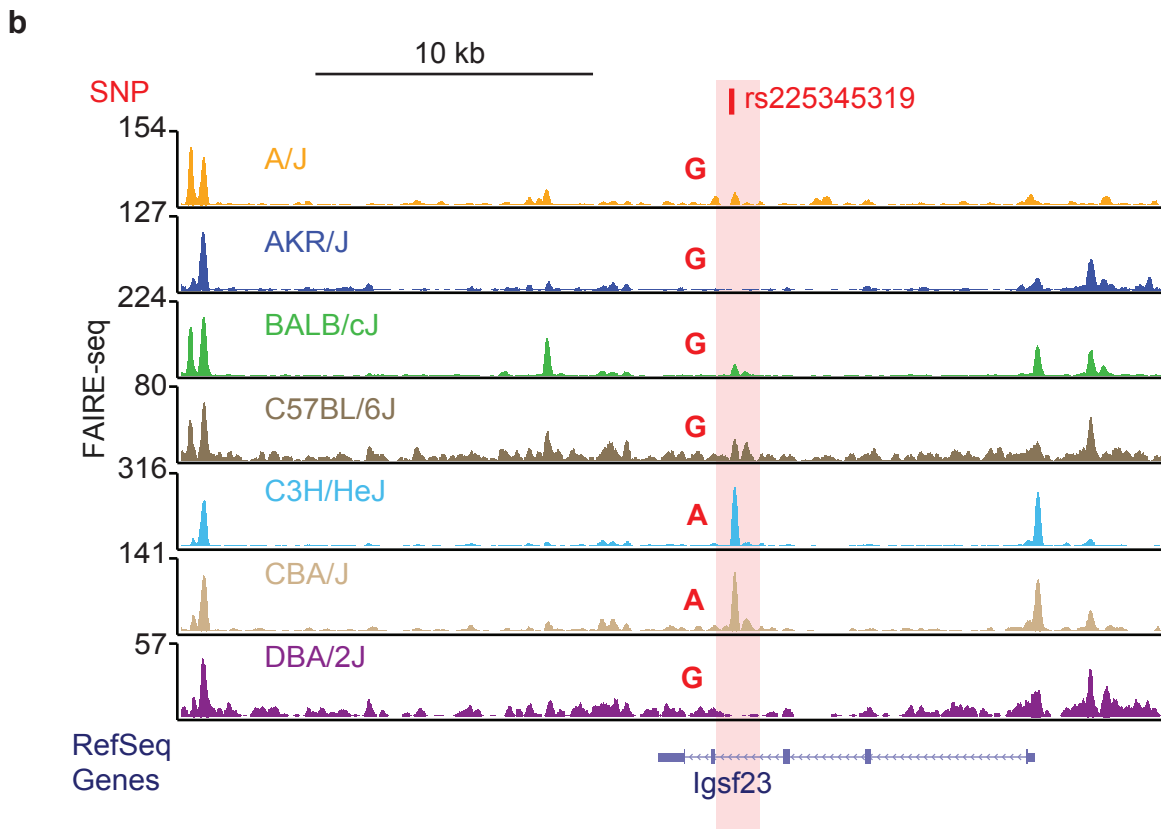 b
10 kb
SNP
rs225345319
154
A/J
G
127
AKR/J
G
224
BALB/cJ
G
80
C57BL/6J
G
316
C3H/HeJ
A
141
CBA/J
A
57
DBA/2J
G
FAIRE-seq
RefSeq
Genes
Igsf23